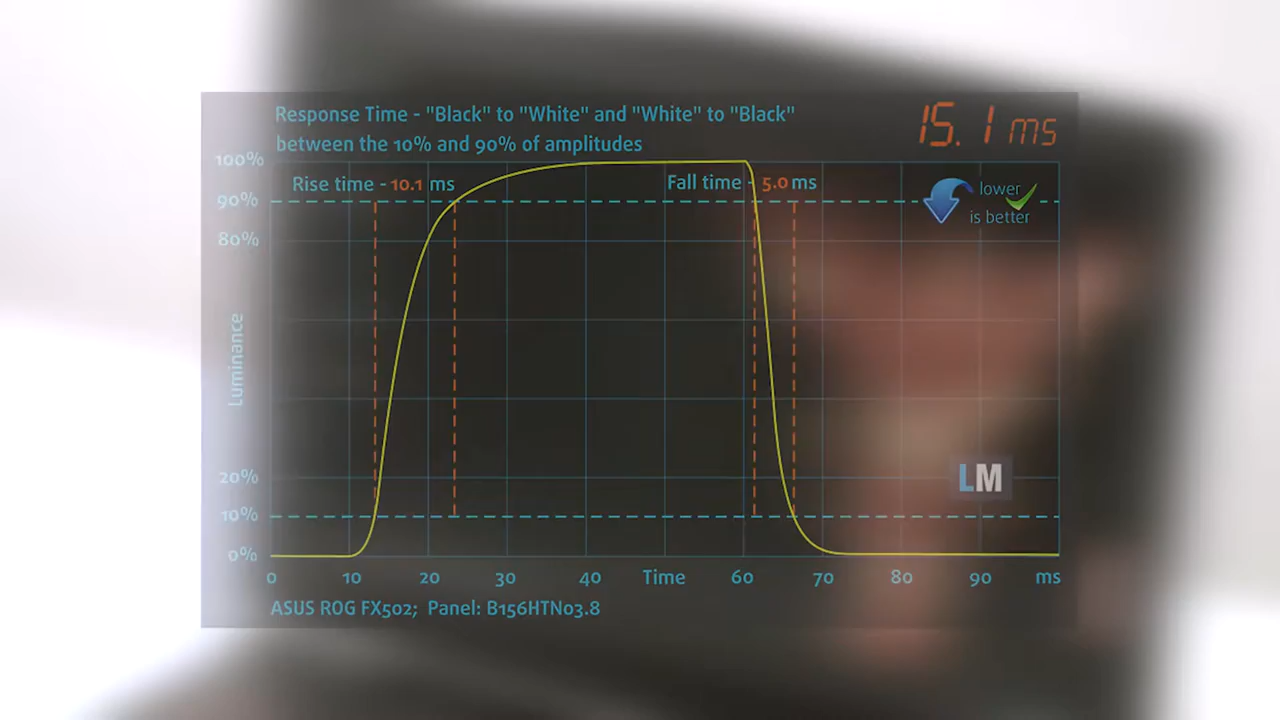 Response Time - "Black" to "White" and "White" to "Black"
between the 10% and 90% of amplitudes
15.1 ms
100%
Rise time - 10.1 ms
Fall time - 5.0 ms
lower
is better
90%
80%
Luminance
20%
10%
0%
LM
0 10 20 30 40 Time 60 70 80 90 ms
ASUS ROG FX502; Panel: B156HTN03.8